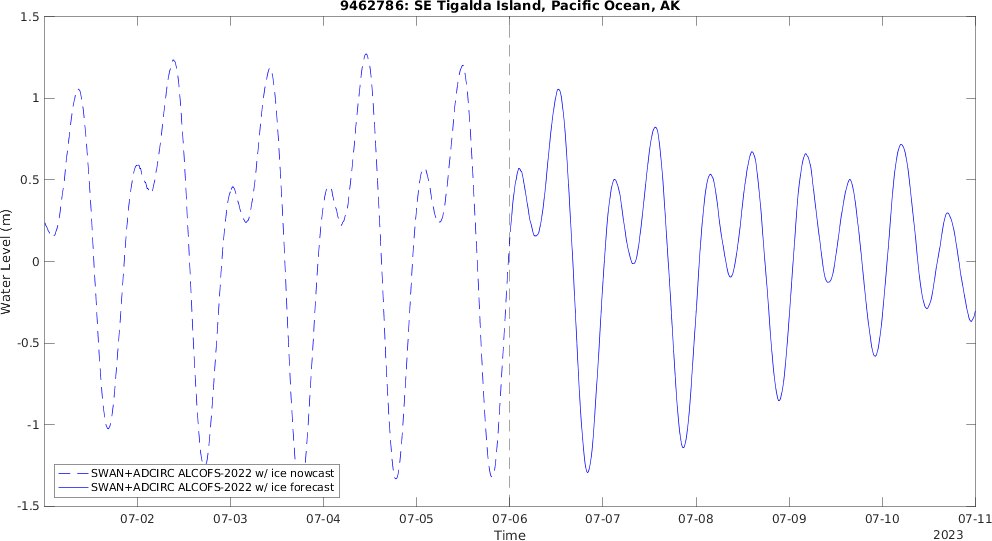 9462786: SE Tigalda Island, Pacific Ocean, AK
1.5
1
0.5
0
-0.5
-1
-1.5
Water Level (m)
SWAN+ADCIRC ALCOFS-2022 w/ ice nowcast
SWAN+ADCIRC ALCOFS-2022 w/ ice forecast
07-02 07-03 07-04 07-05 07-06 07-07 07-08 07-09 07-10 07-11
Time 2023